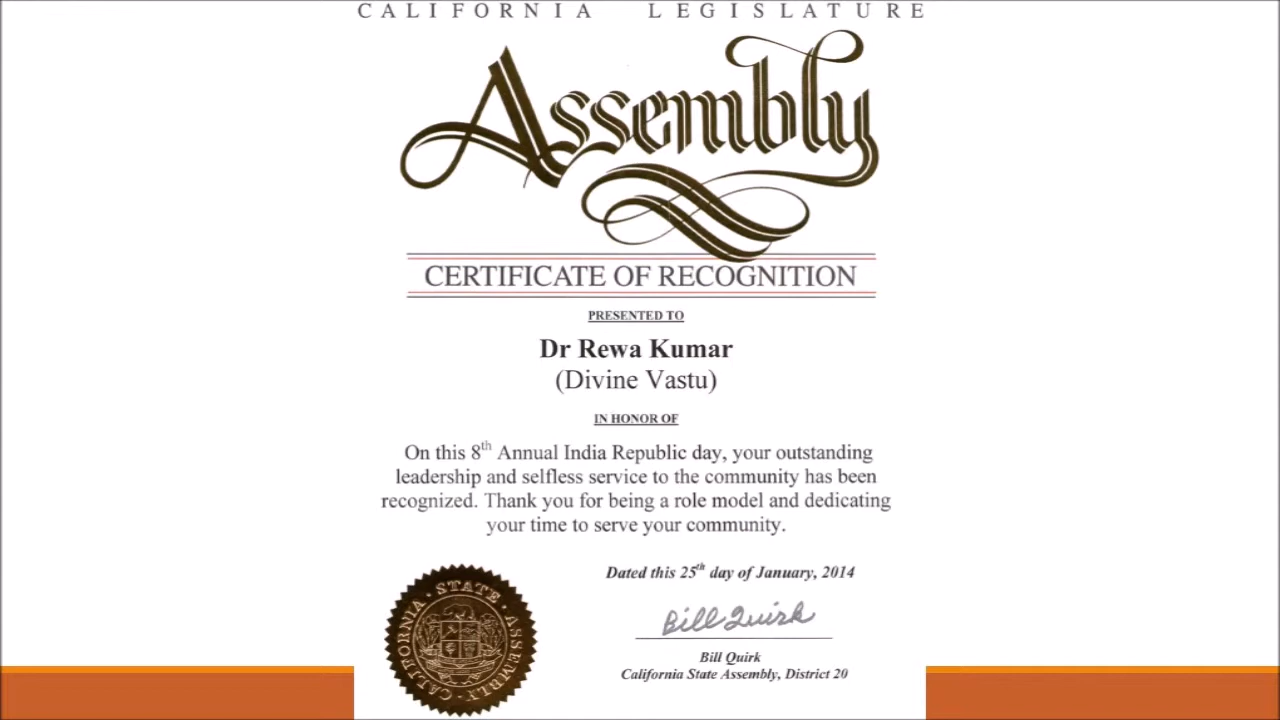 CALIFORNIA LEGISLATURE
Assembly
CERTIFICATE OF RECOGNITION
PRESENTED TO
Dr Rewa Kumar
(Divine Vastu)
IN HONOR OF
On this 8th Annual India Republic day, your outstanding
leadership and selfless service to the community has been
recognized. Thank you for being a role model and dedicating
your time to serve your community.
Dated this 25th day of January, 2014
Bill Quirk
Bill Quirk
California State Assembly, District 20
CALIFORNIA · STATE · ASSEMBLY ·